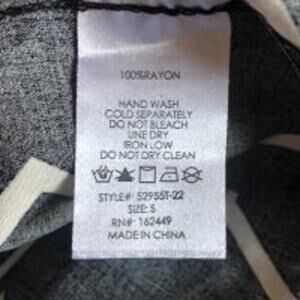 100%RAYON
HAND WASH
COLD SEPARATELY
DO NOT BLEACH
LINE DRY
IRON LOW
DO NOT DRY CLEAN
STYLE#: S2955T-22
SIZE: S
RN#: 162449
MADE IN CHINA